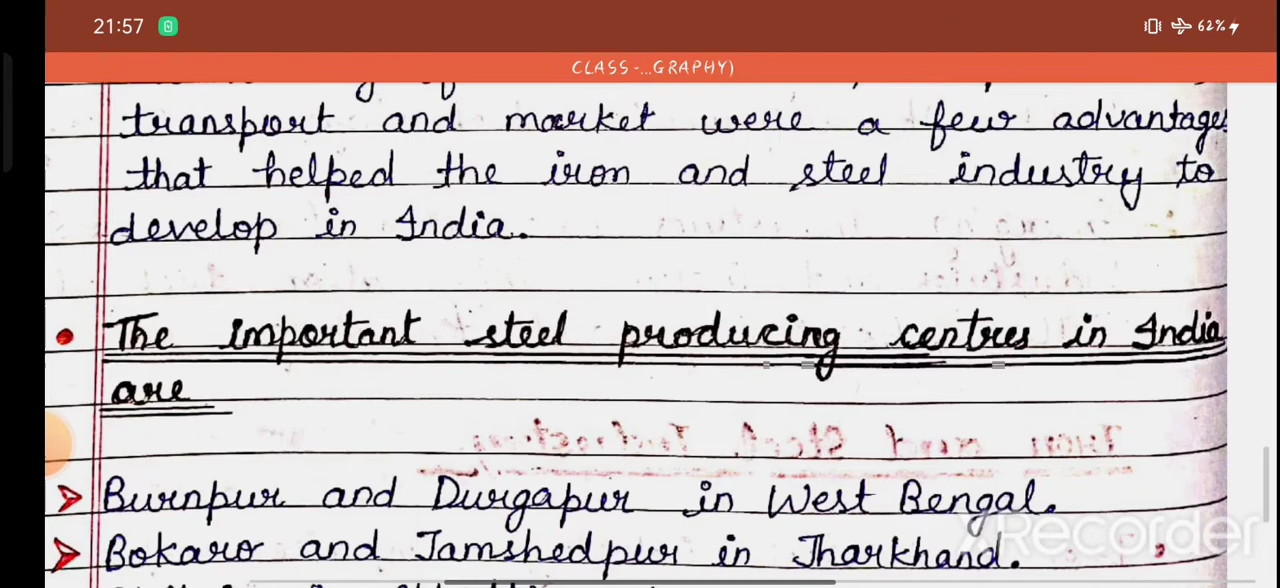 21:57
62%
CLASS-...GRAPHY)
transport and market were a few advantages
that helped the iron and steel industry to
develop in India.
The important steel producing centres in India
are
Burnpur and Durgapur in West Bengal.
Bokaro and Jamshedpur in Jharkhand.
XRecorder